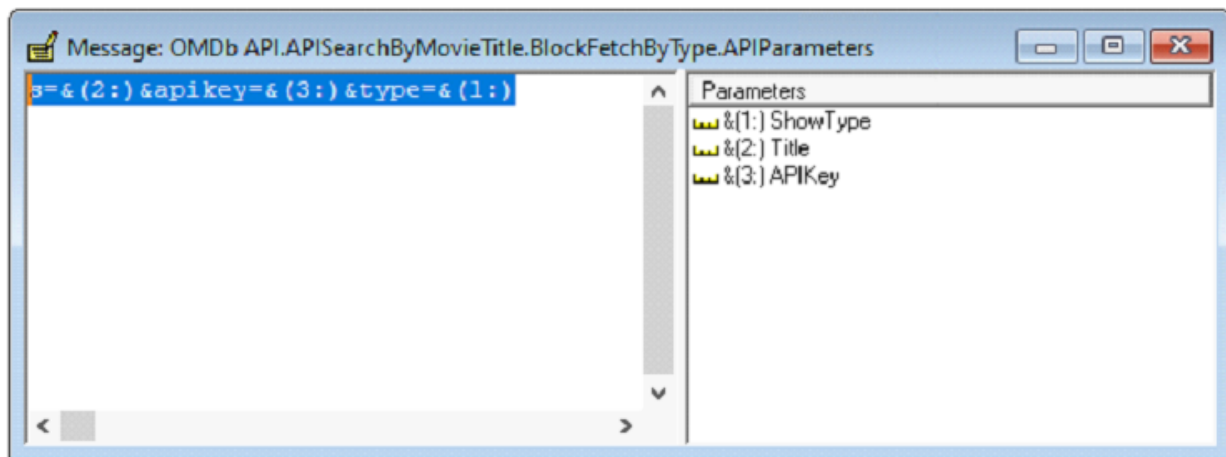 Message: OMDb API.APISearchByMovieTitle.BlockFetchByType.APIParameters
s=&(2:)&apikey=&(3:)&type=&(1:)
Parameters
&(1:) ShowType
&(2:) Title
&(3:) APIKey